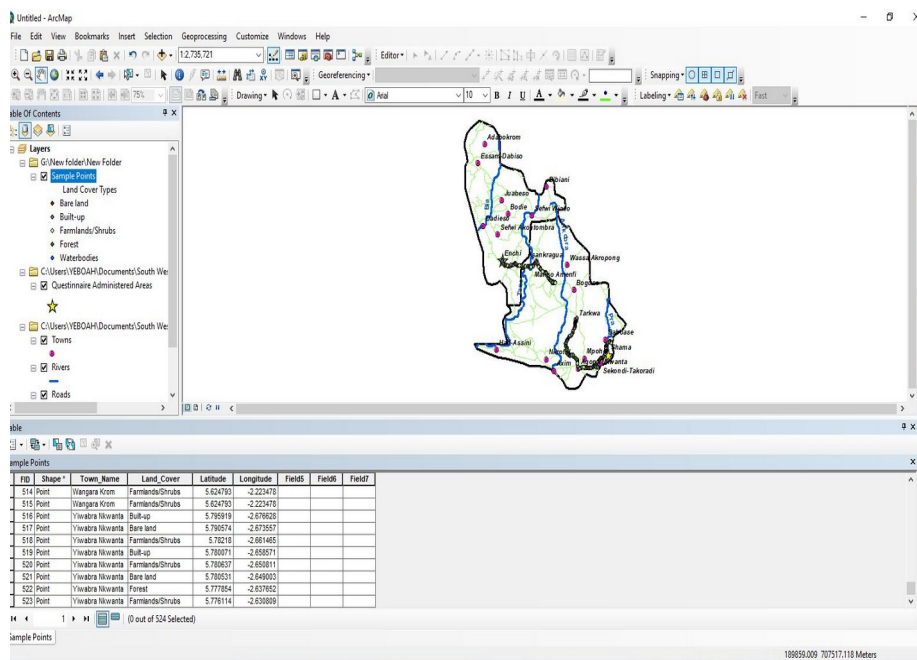 Untitled - ArcMap
File Edit View Bookmarks Insert Selection Geoprocessing Customize Windows Help
1:2,735,721
Editor
Georeferencing
Snapping
75%
Drawing
Arial
10
B I U A
Labeling
Fast
able Of Contents
Layers
G:\New folder\New Folder
Sample Points
Land Cover Types
Bare land
Built-up
Farmlands/Shrubs
Forest
Waterbodies
C:\Users\YEBOAH\Documents\South We
Questinnaire Administered Areas
C:\Users\YEBOAH\Documents\South We
Towns
Rivers
Roads
Adabokrom
Essam-Dabiso
Bibiani
Juabeso
Bia
Bodie
Sefwi Wiaso
Dadieso
Sefwi Akontombra
Enchi
Asankragua
Wassa Akropong
Manso Amenfi
Bogoso
Tarkwa
Pra
Shama
Sekondi-Takoradi
able
ample Points
FID Shape * Town_Name Land_Cover Latitude Longitude Field5 Field6 Field7
514 Point Wangara Krom Farmlands/Shrubs 5.624793 -2.223478
515 Point Wangara Krom Farmlands/Shrubs 5.624793 -2.223478
516 Point Yiwabra Nkwanta Built-up 5.795919 -2.676628
517 Point Yiwabra Nkwanta Bare land 5.790574 -2.673557
518 Point Yiwabra Nkwanta Farmlands/Shrubs 5.78218 -2.661465
519 Point Yiwabra Nkwanta Built-up 5.780071 -2.658571
520 Point Yiwabra Nkwanta Farmlands/Shrubs 5.780637 -2.650811
521 Point Yiwabra Nkwanta Bare land 5.780531 -2.649003
522 Point Yiwabra Nkwanta Forest 5.777854 -2.637652
523 Point Yiwabra Nkwanta Farmlands/Shrubs 5.776114 -2.630809
1
(0 out of 524 Selected)
Sample Points
189859.009 707517.118 Meters